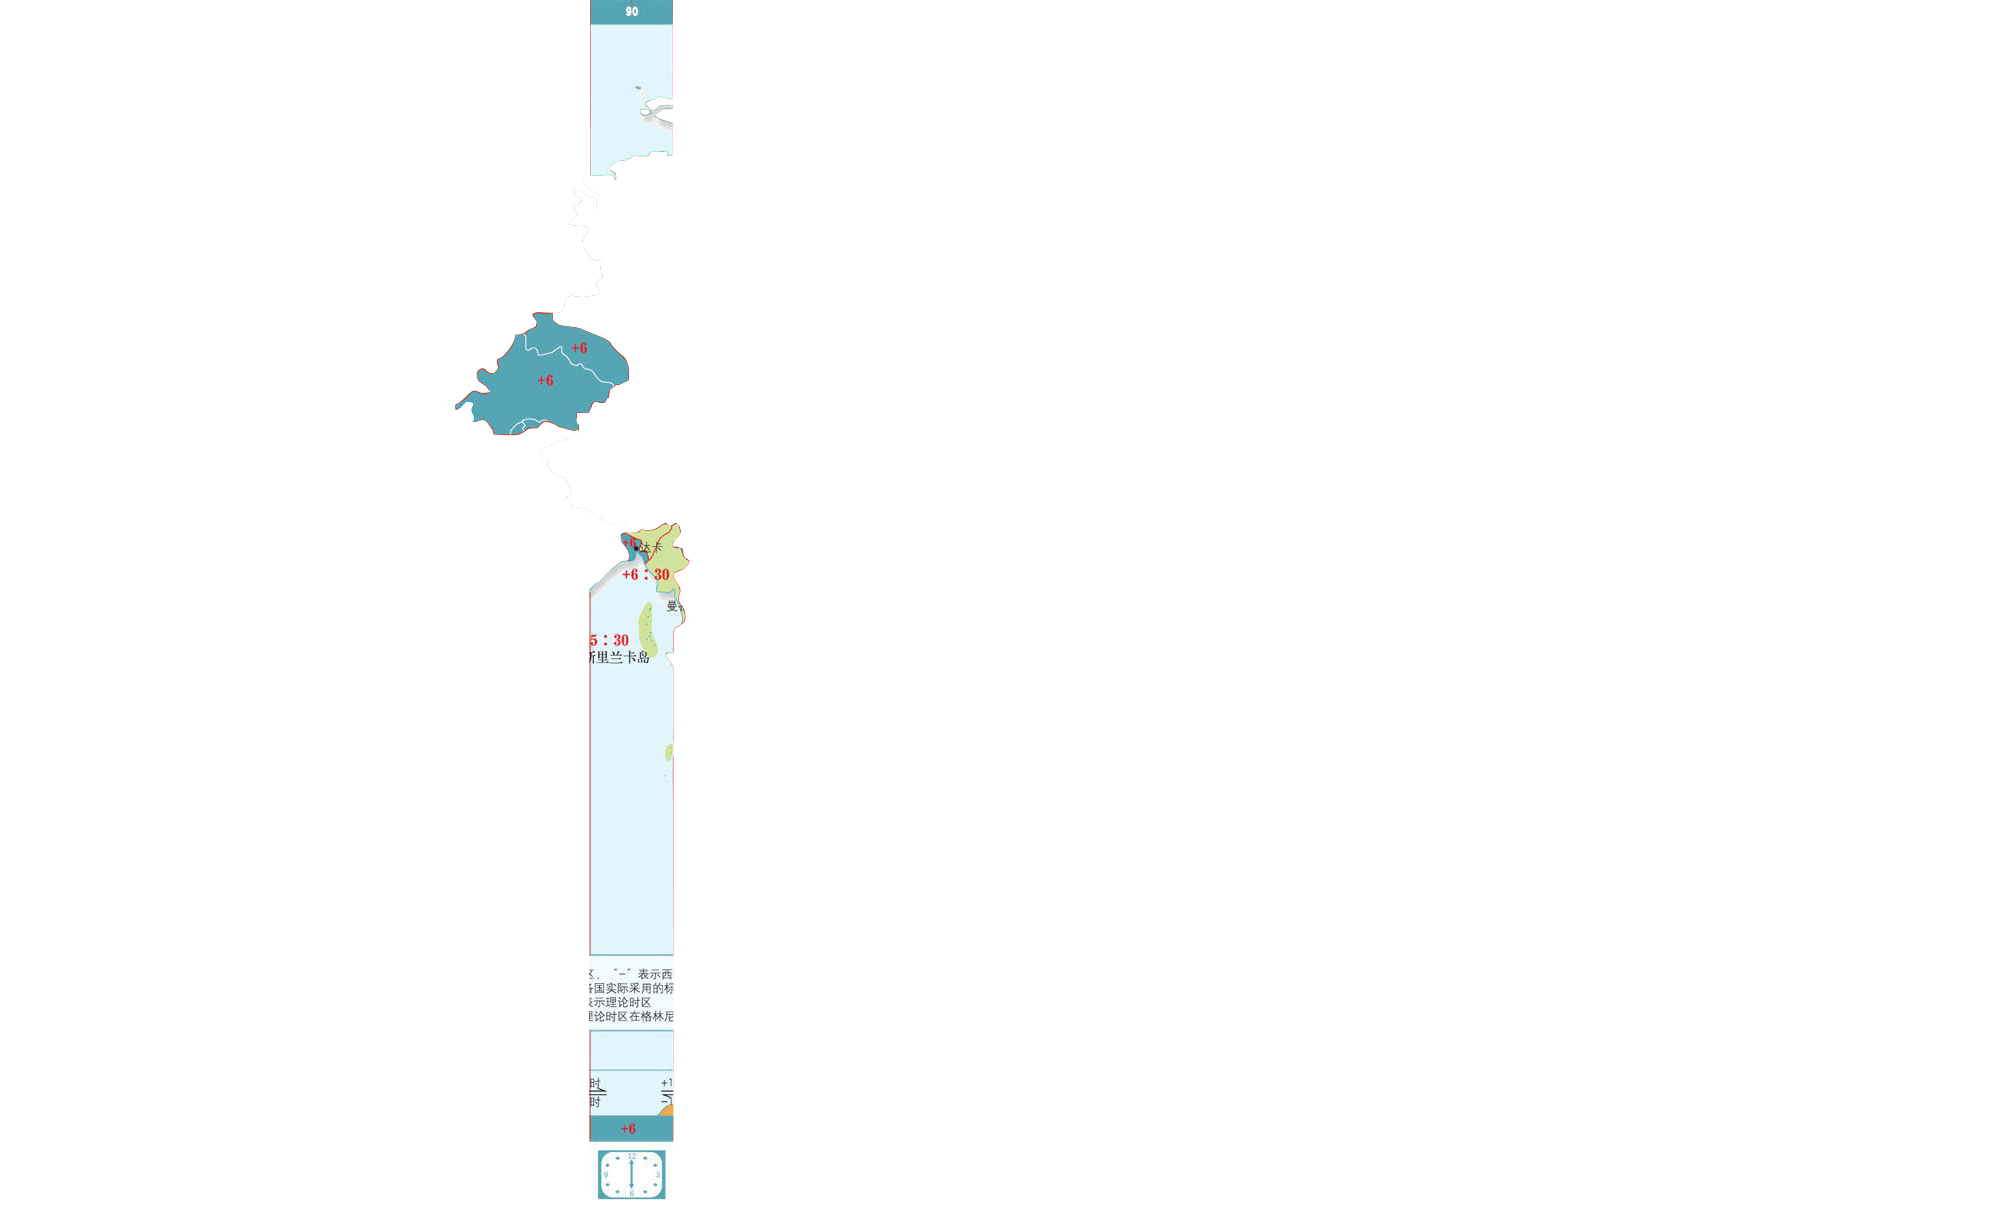 90
+6
+6
+6
达卡
+6：30
曼
5：30
斯里兰卡岛
区，“-”表示西
各国实际采用的标
表示理论时区
理论时区在格林尼
时
+1
时
+6
12
9
3
6